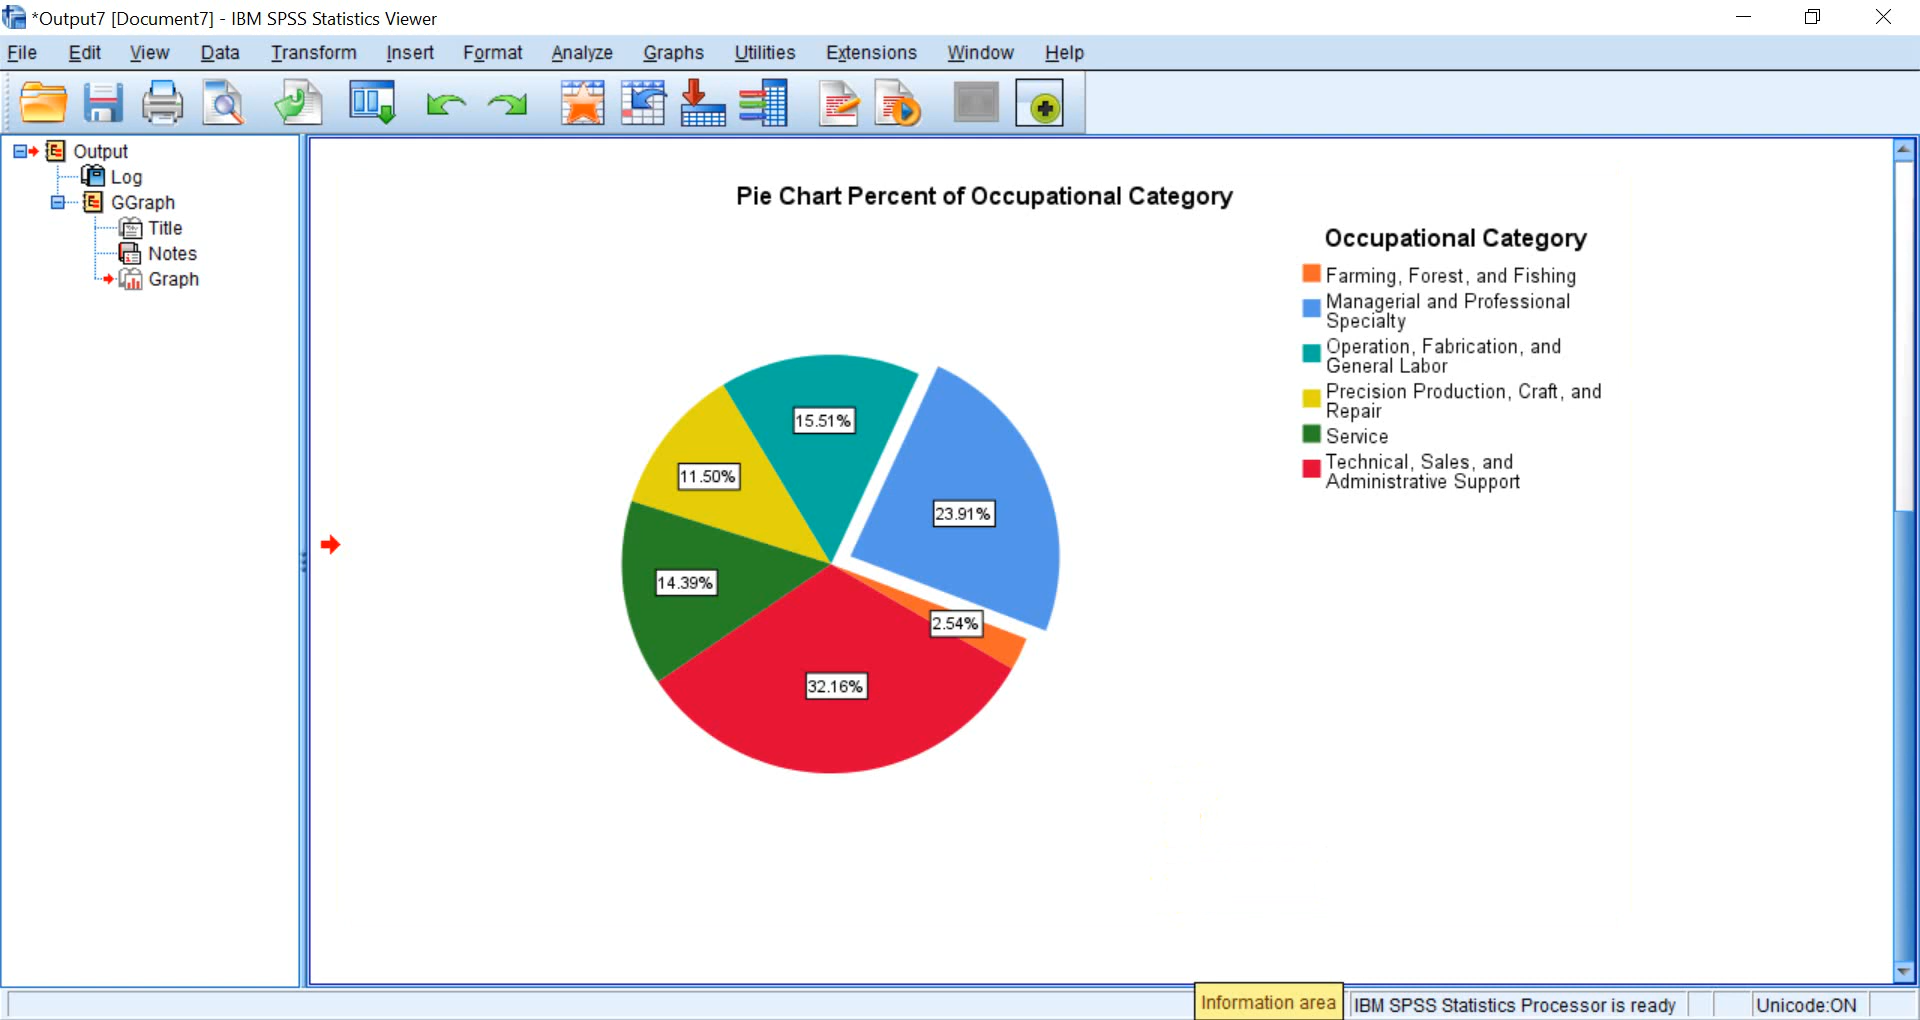 *Output7 [Document7] - IBM SPSS Statistics Viewer
File Edit View Data Transform Insert Format Analyze Graphs Utilities Extensions Window Help
Output
Log
GGraph
Title
Notes
Graph
Pie Chart Percent of Occupational Category
Occupational Category
Farming, Forest, and Fishing
Managerial and Professional
Specialty
Operation, Fabrication, and
General Labor
Precision Production, Craft, and
Repair
Service
Technical, Sales, and
Administrative Support
15.51%
11.50%
23.91%
14.39%
2.54%
32.16%
Information area IBM SPSS Statistics Processor is ready Unicode:ON